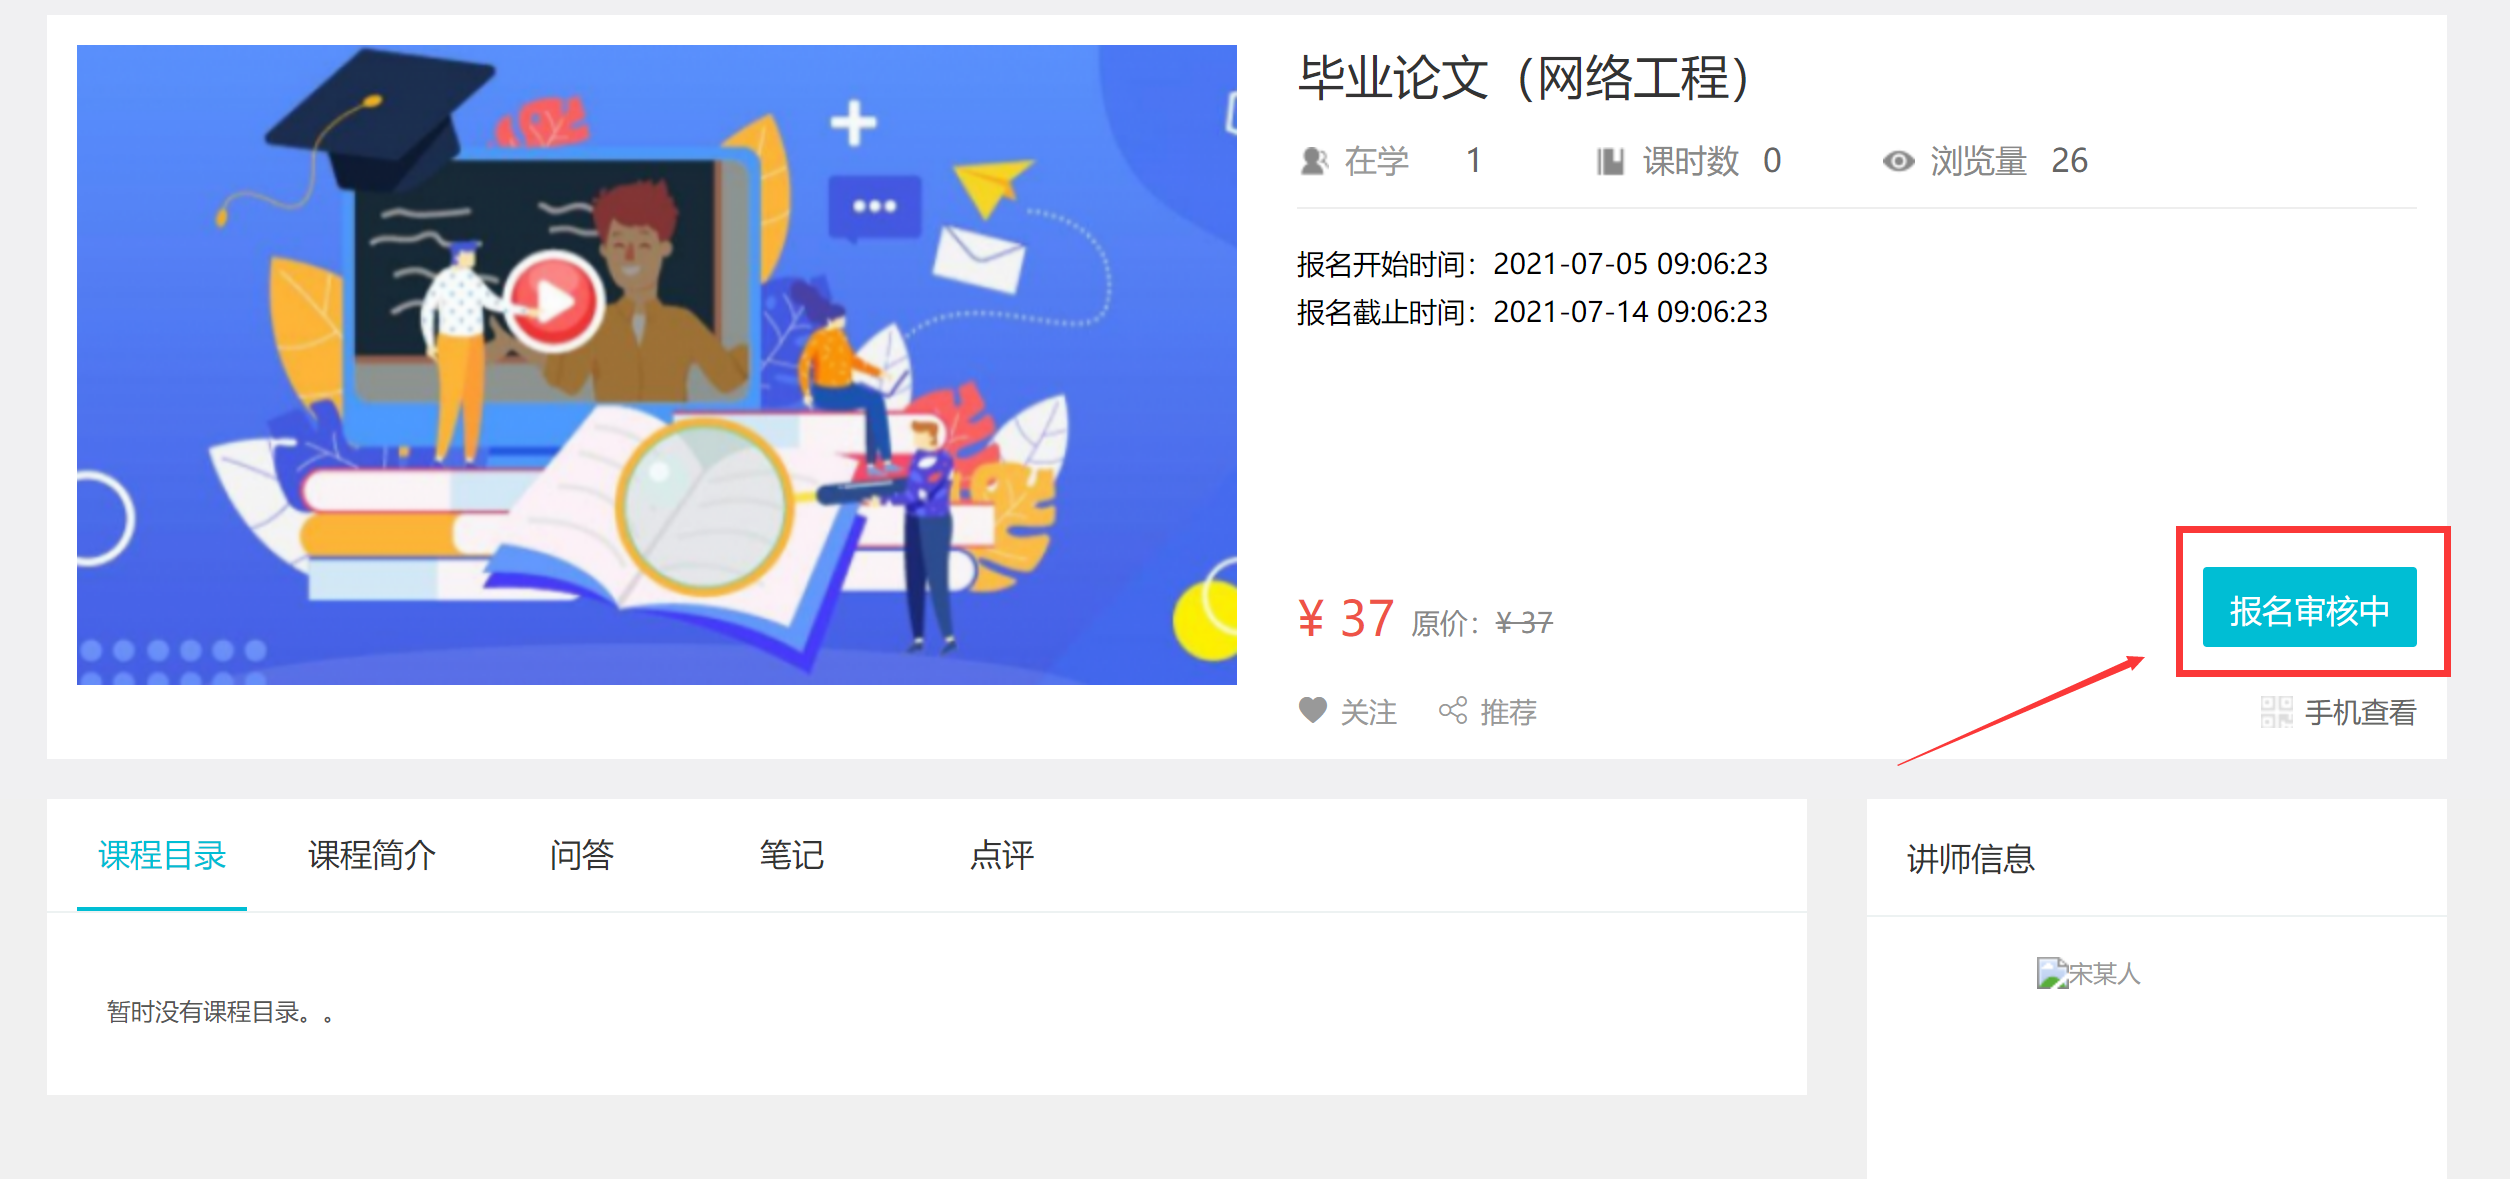 毕业论文（网络工程）
在学 1 课时数 0 浏览量 26
报名开始时间：2021-07-05 09:06:23
报名截止时间：2021-07-14 09:06:23
¥ 37 原价：¥ 37
报名审核中
关注 推荐 手机查看
课程目录 课程简介 问答 笔记 点评
暂时没有课程目录。。
讲师信息
宋某人